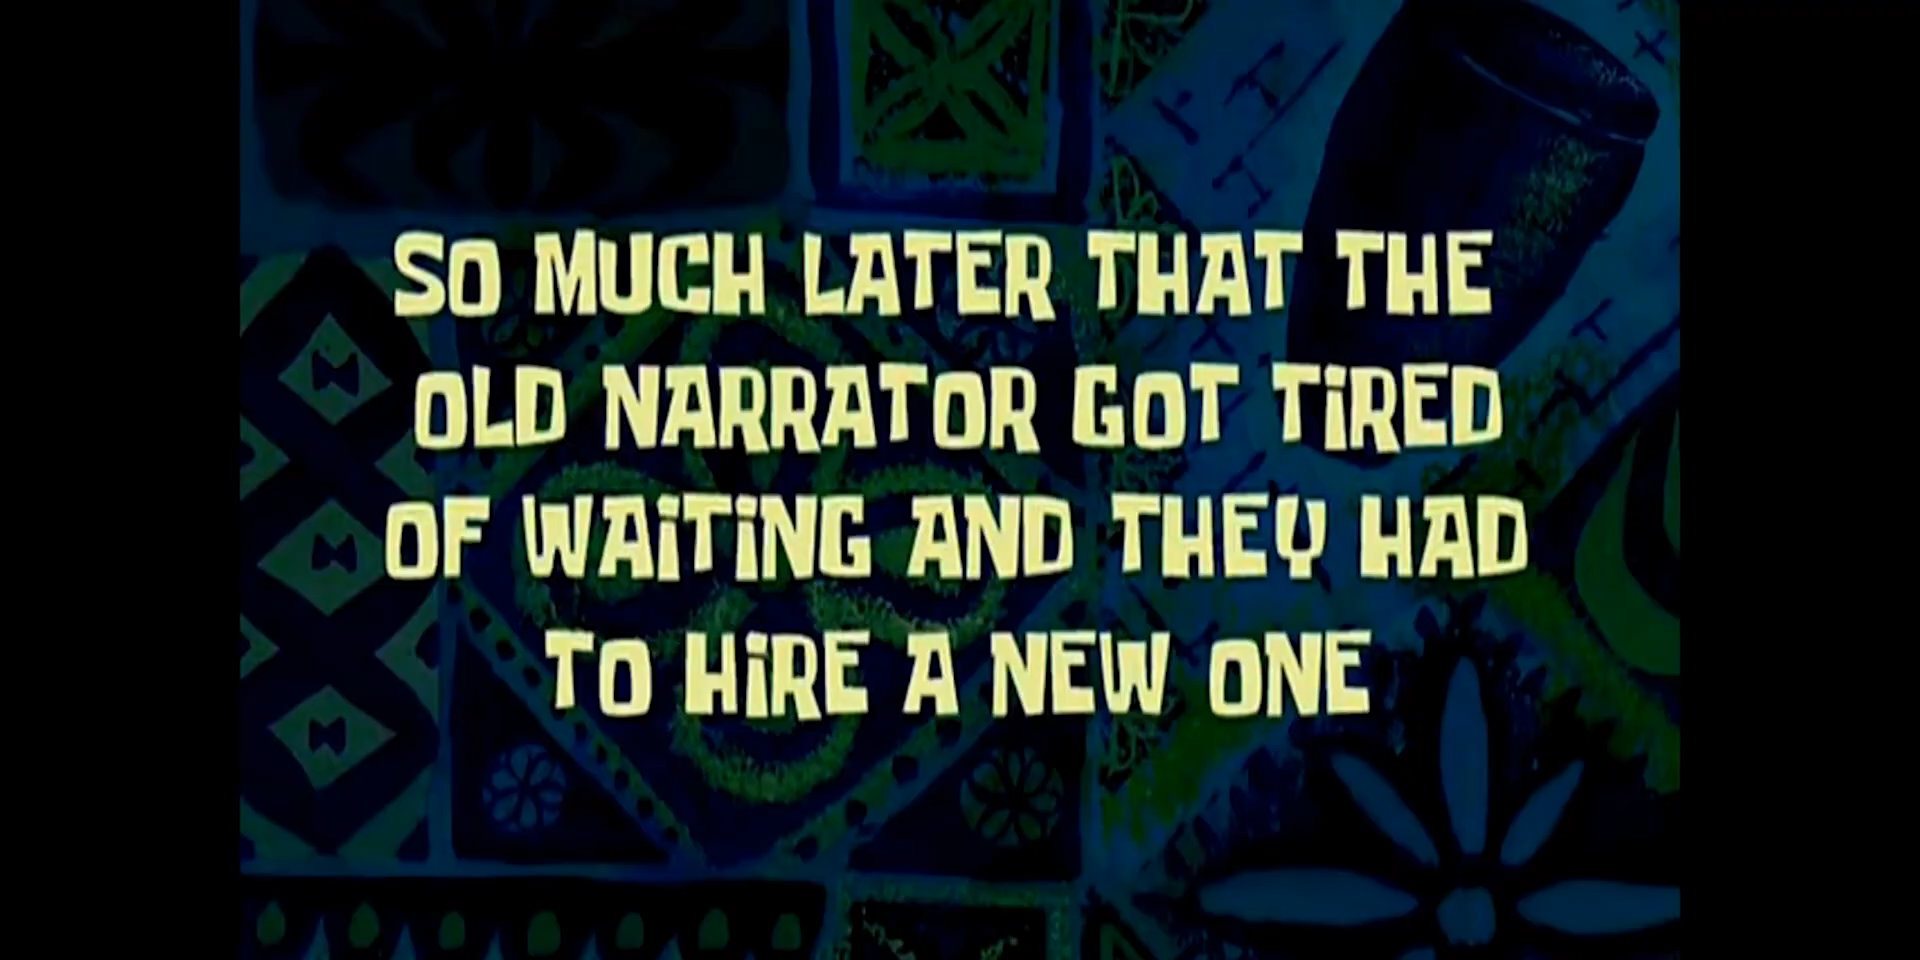 SO MUCH LATER THAT THE
OLD NARRATOR GOT TiRED
OF WAiTiNG AND THEY HAD
TO HiRE A NEW ONE